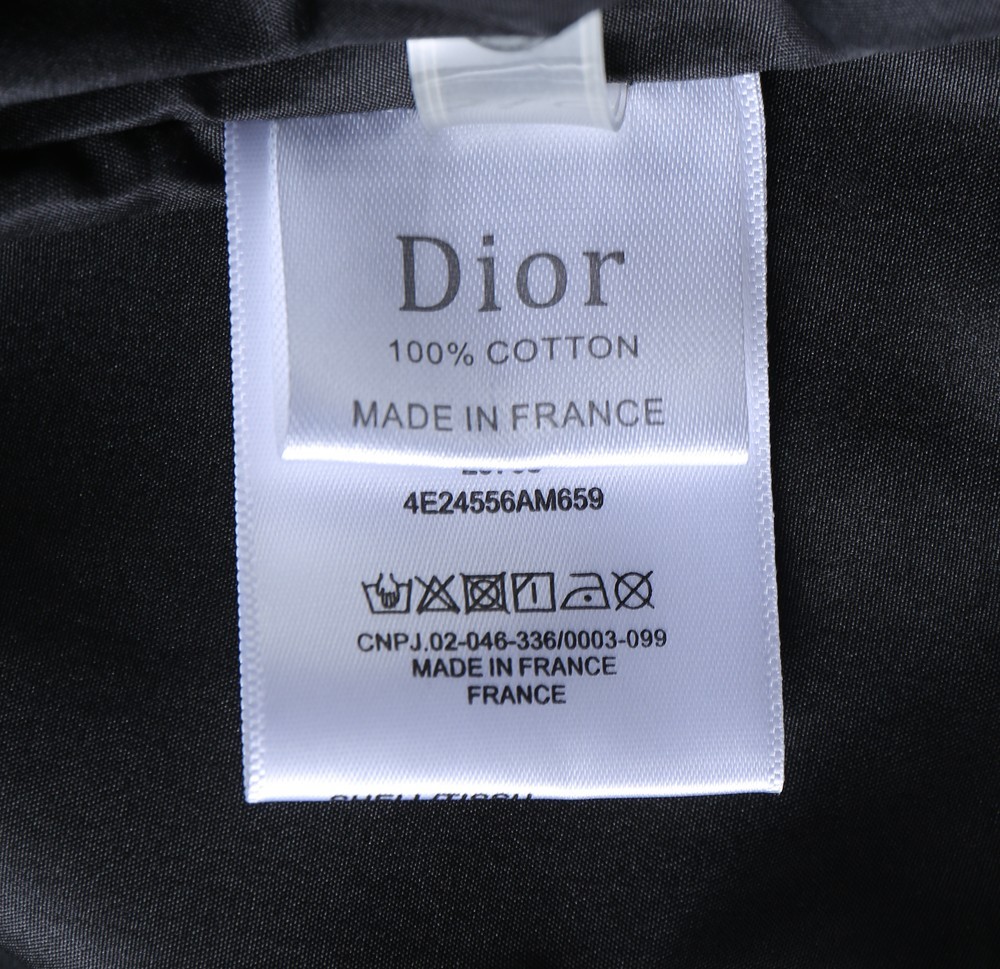 Dior
100% COTTON
MADE IN FRANCE
4E24556AM659
CNPJ.02-046-336/0003-099
MADE IN FRANCE
FRANCE